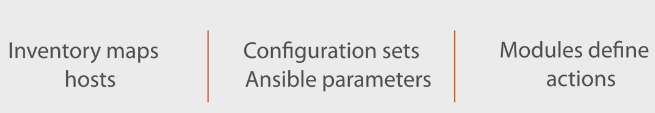 Inventory maps
hosts
Configuration sets
Ansible parameters
Modules define
actions